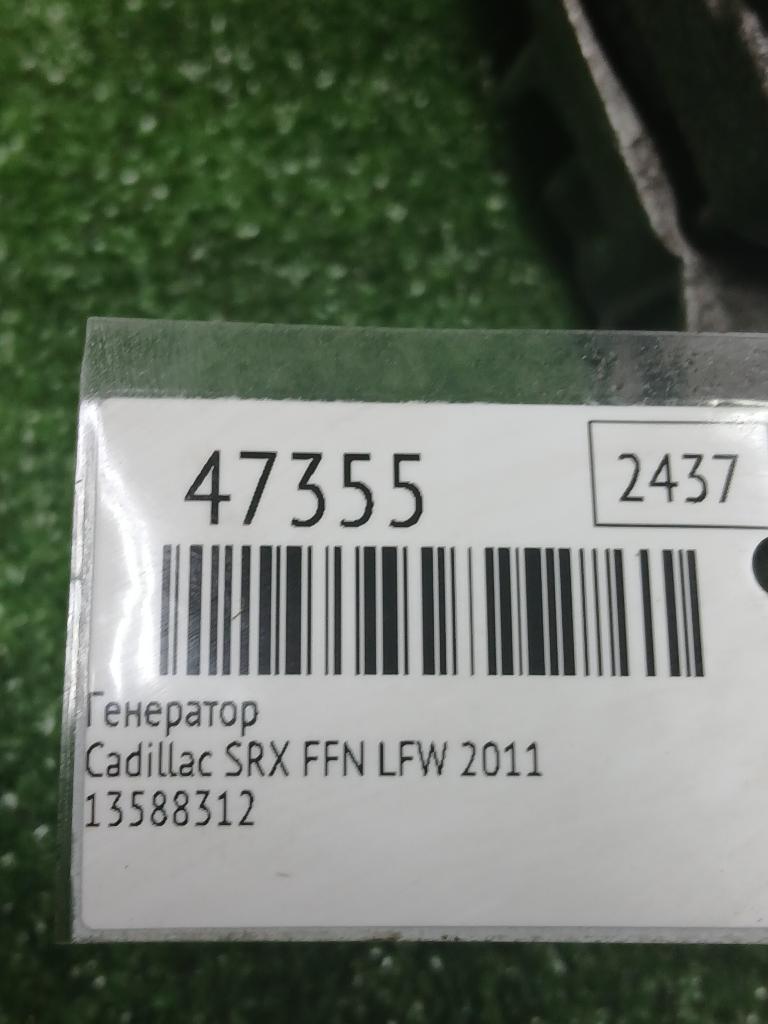 47355
2437
Генератор
Cadillac SRX FFN LFW 2011
13588312